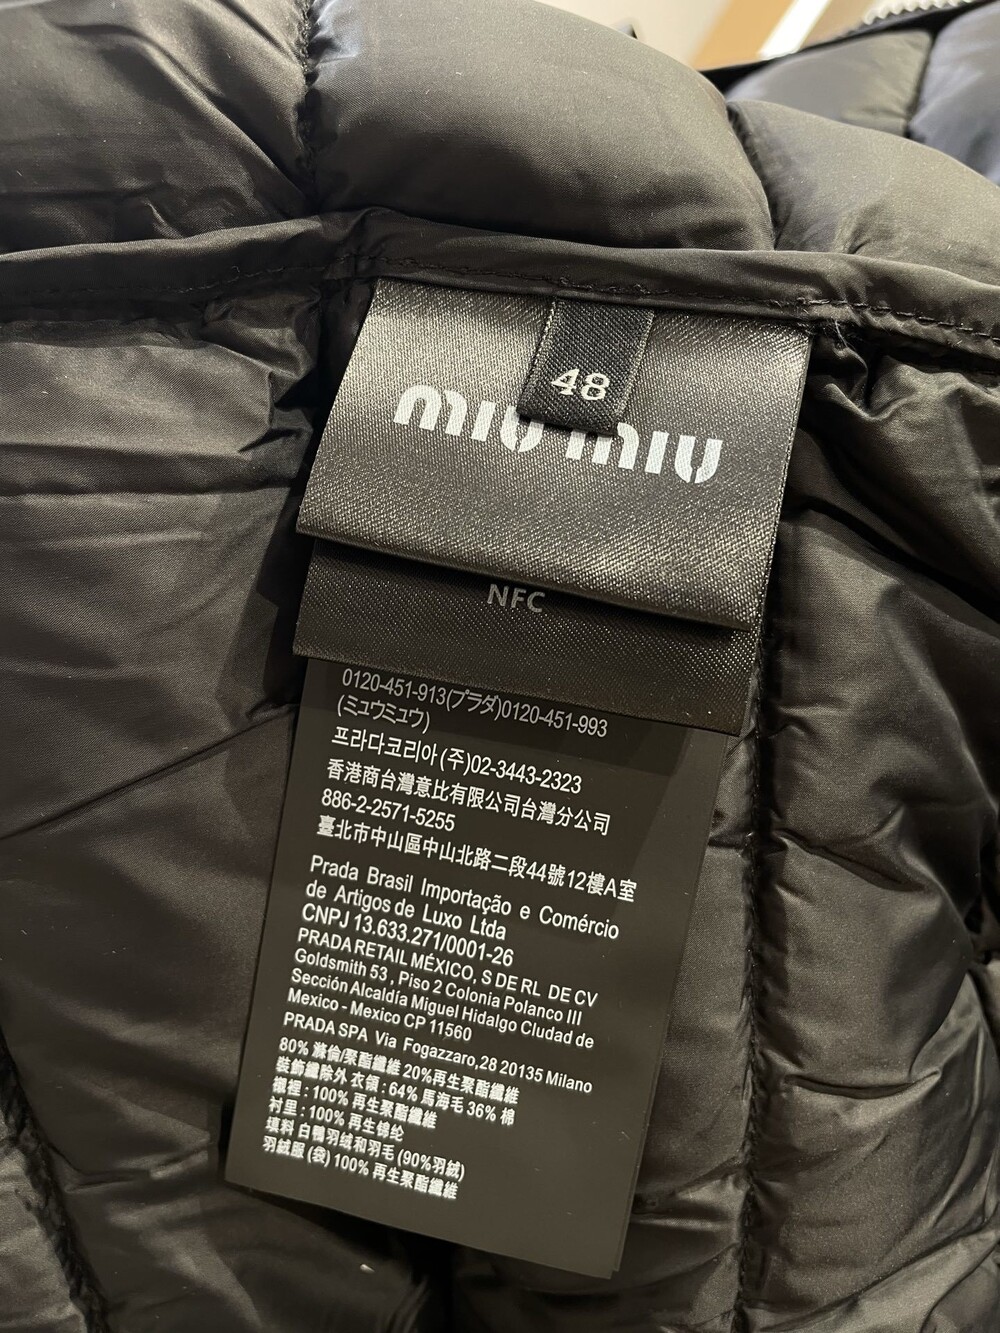 48
miu miu
NFC
0120-451-913(プラダ)0120-451-993
(ミュウミュウ)
프라다코리아(주)02-3443-2323
香港商台灣意比有限公司台灣分公司
886-2-2571-5255
臺北市中山區中山北路二段44號12樓A室
Prada Brasil Importação e Comércio
de Artigos de Luxo Ltda
CNPJ 13.633.271/0001-26
PRADA RETAIL MÉXICO, S DE RL DE CV
Goldsmith 53 , Piso 2 Colonia Polanco III
Sección Alcaldía Miguel Hidalgo Ciudad de
Mexico - Mexico CP 11560
PRADA SPA Via Fogazzaro,28 20135 Milano
80% 滌倫/聚酯纖維 20%再生聚酯纖維
裝飾纖除外 衣領 : 64% 馬海毛 36% 棉
襯裡 : 100% 再生聚酯纖維
衬里 : 100% 再生锦纶
填料 白鸭羽绒和羽毛 (90%羽絨)
羽絨服 (袋) 100% 再生聚酯纖維